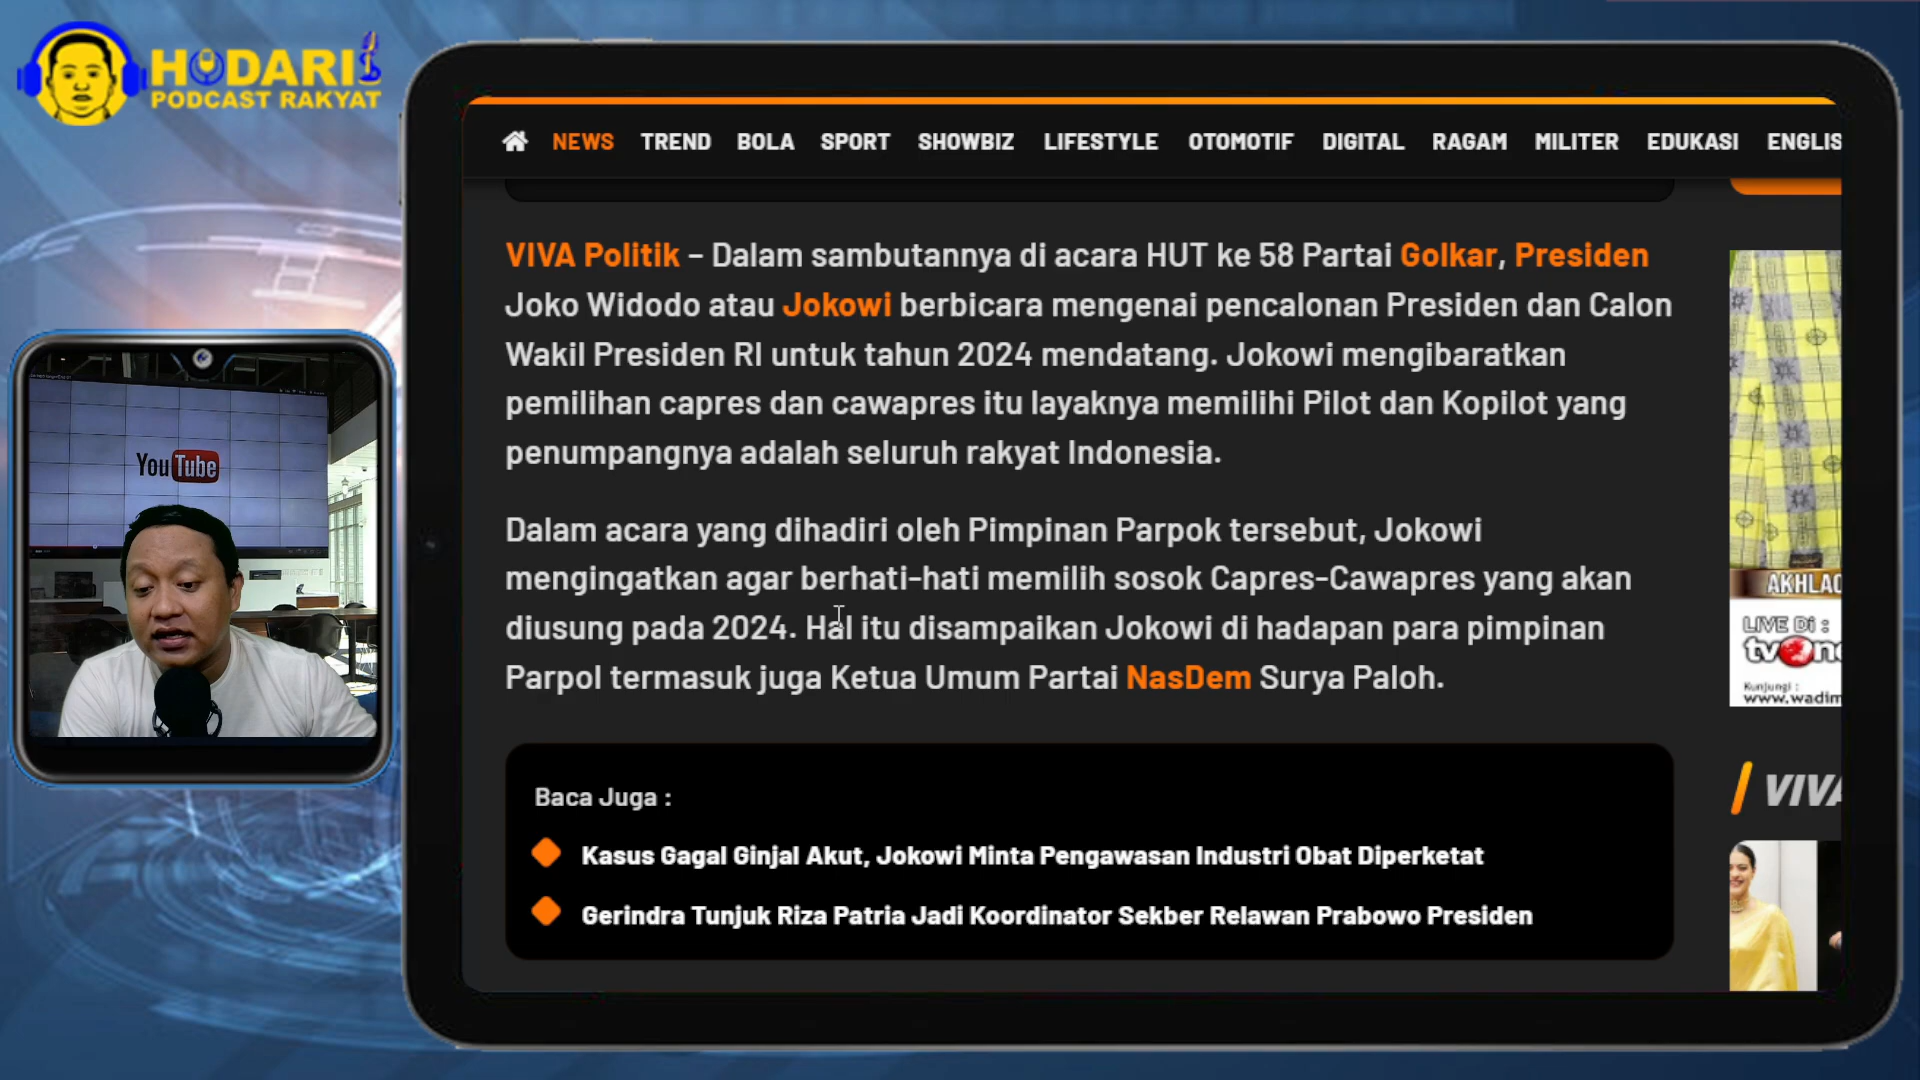 HODARI
PODCAST RAKYAT
NEWS TREND BOLA SPORT SHOWBIZ LIFESTYLE OTOMOTIF DIGITAL RAGAM MILITER EDUKASI ENGLIS
VIVA Politik – Dalam sambutannya di acara HUT ke 58 Partai Golkar, Presiden
Joko Widodo atau Jokowi berbicara mengenai pencalonan Presiden dan Calon
Wakil Presiden RI untuk tahun 2024 mendatang. Jokowi mengibaratkan
pemilihan capres dan cawapres itu layaknya memilihi Pilot dan Kopilot yang
penumpangnya adalah seluruh rakyat Indonesia.
Dalam acara yang dihadiri oleh Pimpinan Parpok tersebut, Jokowi
mengingatkan agar berhati-hati memilih sosok Capres-Cawapres yang akan
diusung pada 2024. Hal itu disampaikan Jokowi di hadapan para pimpinan
Parpol termasuk juga Ketua Umum Partai NasDem Surya Paloh.
Baca Juga :
Kasus Gagal Ginjal Akut, Jokowi Minta Pengawasan Industri Obat Diperketat
Gerindra Tunjuk Riza Patria Jadi Koordinator Sekber Relawan Prabowo Presiden
YouTube
AKHLA
LIVE Di :
tvOn
Kunjungi :
www.wadim
VIVA